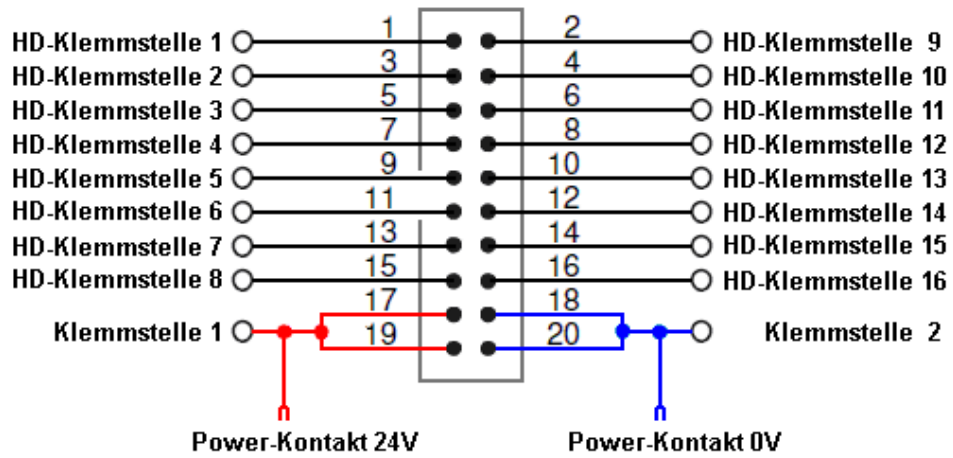 HD-Klemmstelle 1 1 2 HD-Klemmstelle 9
HD-Klemmstelle 2 3 4 HD-Klemmstelle 10
HD-Klemmstelle 3 5 6 HD-Klemmstelle 11
HD-Klemmstelle 4 7 8 HD-Klemmstelle 12
HD-Klemmstelle 5 9 10 HD-Klemmstelle 13
HD-Klemmstelle 6 11 12 HD-Klemmstelle 14
HD-Klemmstelle 7 13 14 HD-Klemmstelle 15
HD-Klemmstelle 8 15 16 HD-Klemmstelle 16
17 18
Klemmstelle 1 19 20 Klemmstelle 2
Power-Kontakt 24V Power-Kontakt 0V